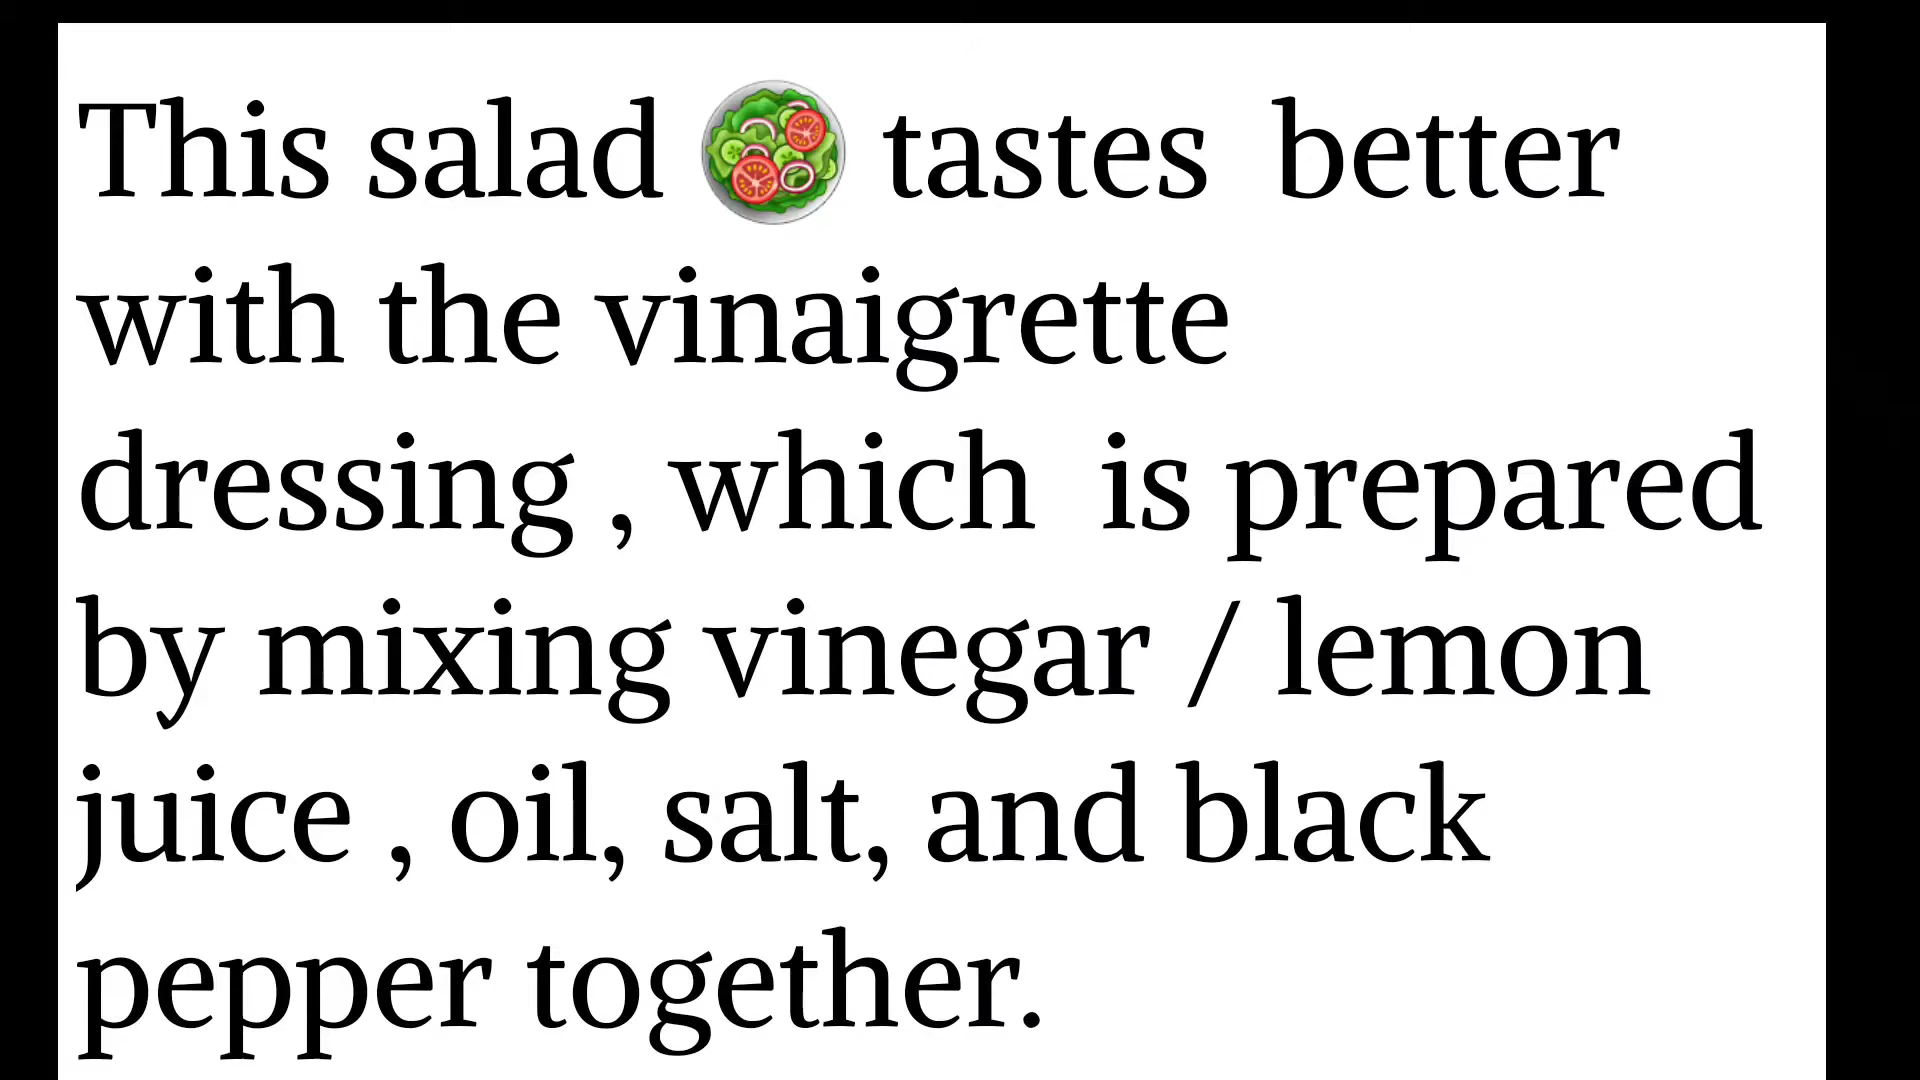 This salad 🥗 tastes  better
with the vinaigrette
dressing , which  is prepared
by mixing vinegar / lemon
juice , oil, salt, and black
pepper together.